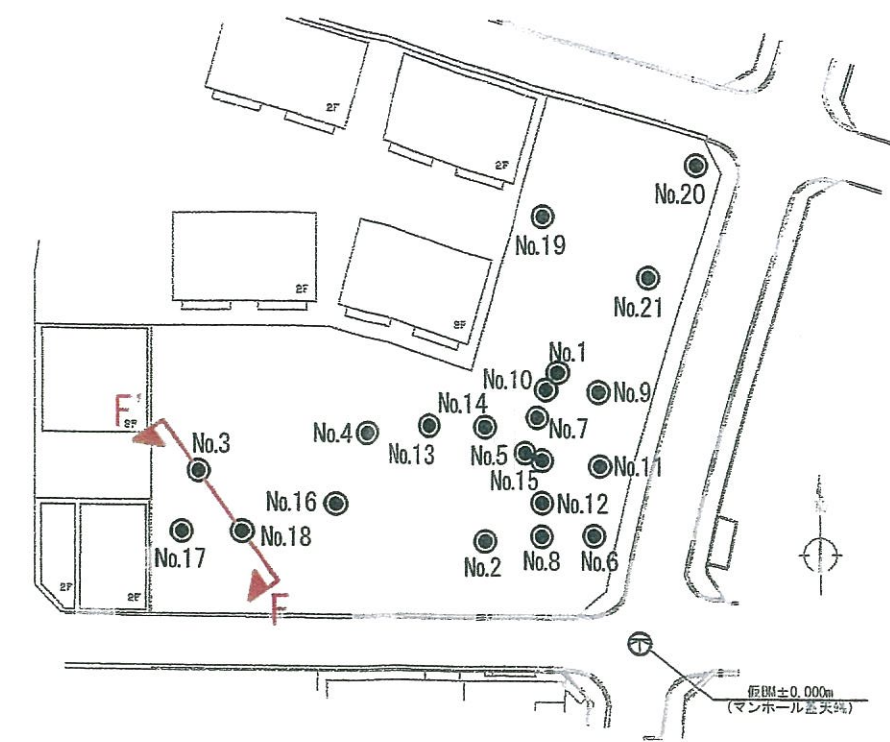 2F
2F
No.20
No.19
2F
No.21
2F
No.1
No.10
No.9
F'
No.14
No.7
2F
No.4
No.13
No.3
No.5
No.15
No.11
No.16
No.12
No.18
No.17
No.2
No.8
No.6
2F
2F
F
N
仮BM±0.000m
(マンホール蓋天端)